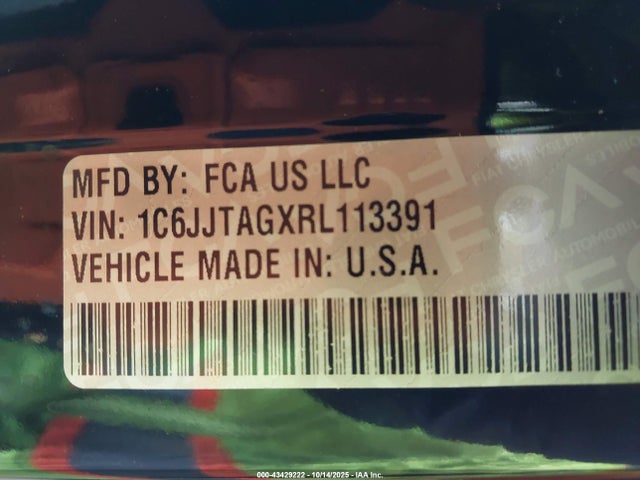 MFD BY: FCA US LLC
VIN: 1C6JJTAGXRL113391
VEHICLE MADE IN: U.S.A.
000-43429222 - 10/14/2025 - IAA Inc.